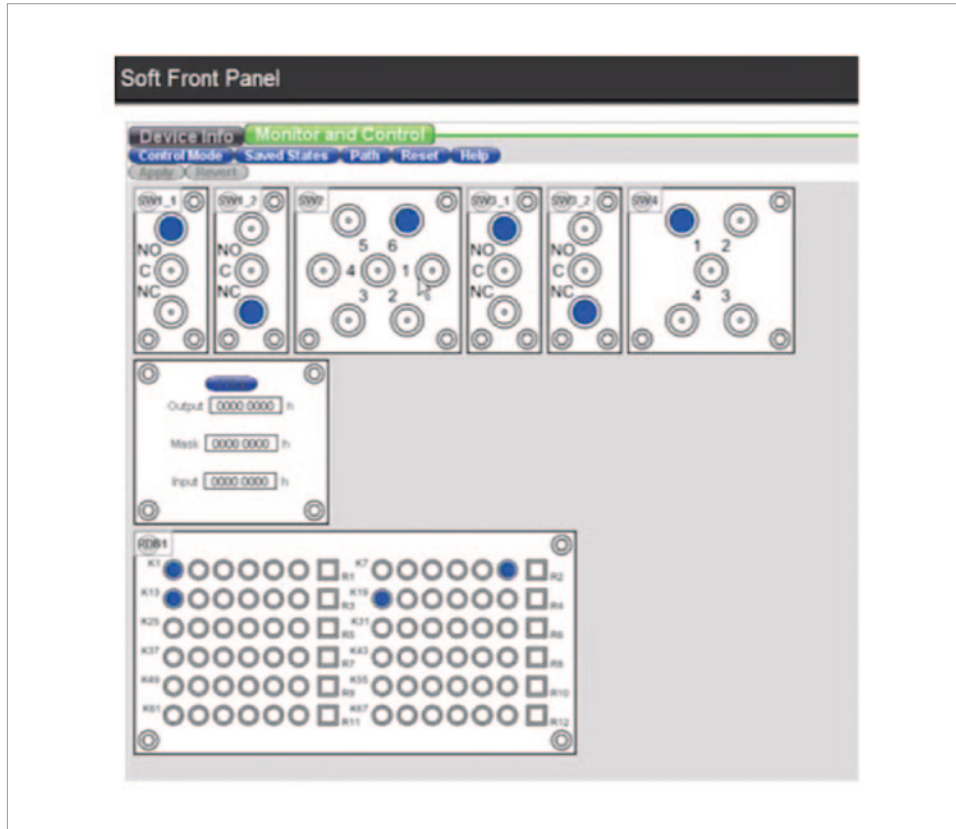 Soft Front Panel
Device Info Monitor and Control
Control Mode Saved States Path Reset Help
Apply Revert
SW1_1 SW1_2 SW2 SW3_1 SW3_2 SW4
5 6 1 2
NO NO NO NO
C C 4 1 C C
NC NC 3 2 NC NC 4 3
Output 0000 0000 h
Mask 0000 0000 h
Input 0000 0000 h
RDB1
K1 R1 K7 R2
K13 R3 K19 R4
K25 R5 K31 R6
K37 R7 K43 R8
K49 R9 K55 R10
K61 R11 K67 R12